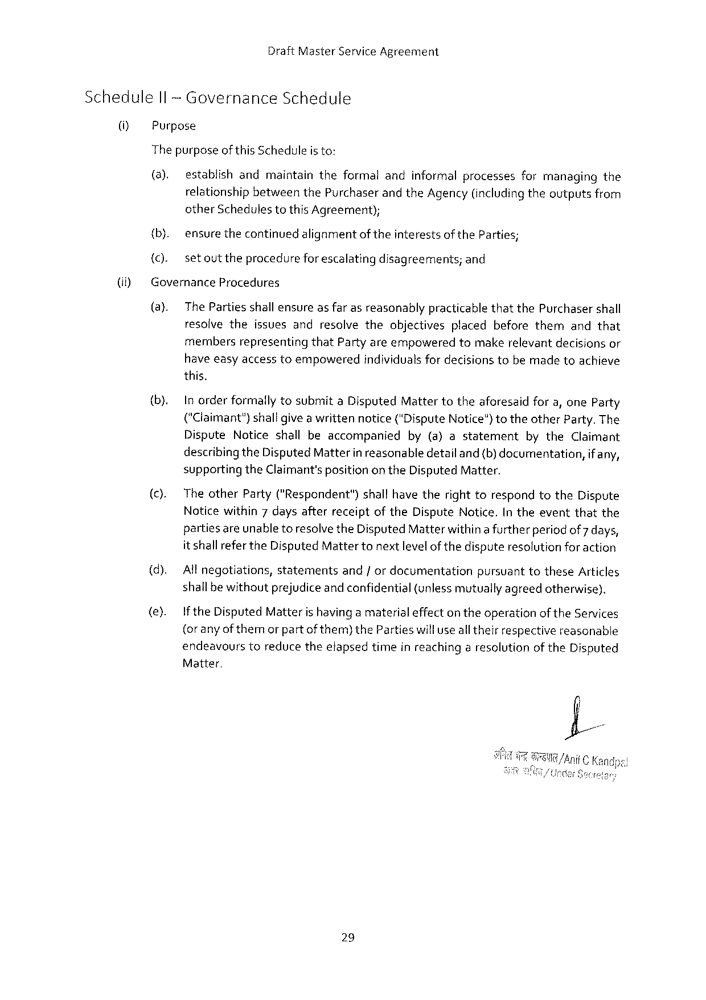 Draft Master Service Agreement
Schedule II – Governance Schedule
(i) Purpose
The purpose of this Schedule is to:
(a). establish and maintain the formal and informal processes for managing the
relationship between the Purchaser and the Agency (including the outputs from
other Schedules to this Agreement);
(b). ensure the continued alignment of the interests of the Parties;
(c). set out the procedure for escalating disagreements; and
(ii) Governance Procedures
(a). The Parties shall ensure as far as reasonably practicable that the Purchaser shall
resolve the issues and resolve the objectives placed before them and that
members representing that Party are empowered to make relevant decisions or
have easy access to empowered individuals for decisions to be made to achieve
this.
(b). In order formally to submit a Disputed Matter to the aforesaid for a, one Party
("Claimant") shall give a written notice ("Dispute Notice") to the other Party. The
Dispute Notice shall be accompanied by (a) a statement by the Claimant
describing the Disputed Matter in reasonable detail and (b) documentation, if any,
supporting the Claimant's position on the Disputed Matter.
(c). The other Party ("Respondent") shall have the right to respond to the Dispute
Notice within 7 days after receipt of the Dispute Notice. In the event that the
parties are unable to resolve the Disputed Matter within a further period of 7 days,
it shall refer the Disputed Matter to next level of the dispute resolution for action
(d). All negotiations, statements and / or documentation pursuant to these Articles
shall be without prejudice and confidential (unless mutually agreed otherwise).
(e). If the Disputed Matter is having a material effect on the operation of the Services
(or any of them or part of them) the Parties will use all their respective reasonable
endeavours to reduce the elapsed time in reaching a resolution of the Disputed
Matter.
अनिल चन्द्र काण्डपाल/Anil C Kandpal
अवर सचिव/Under Secretary
29